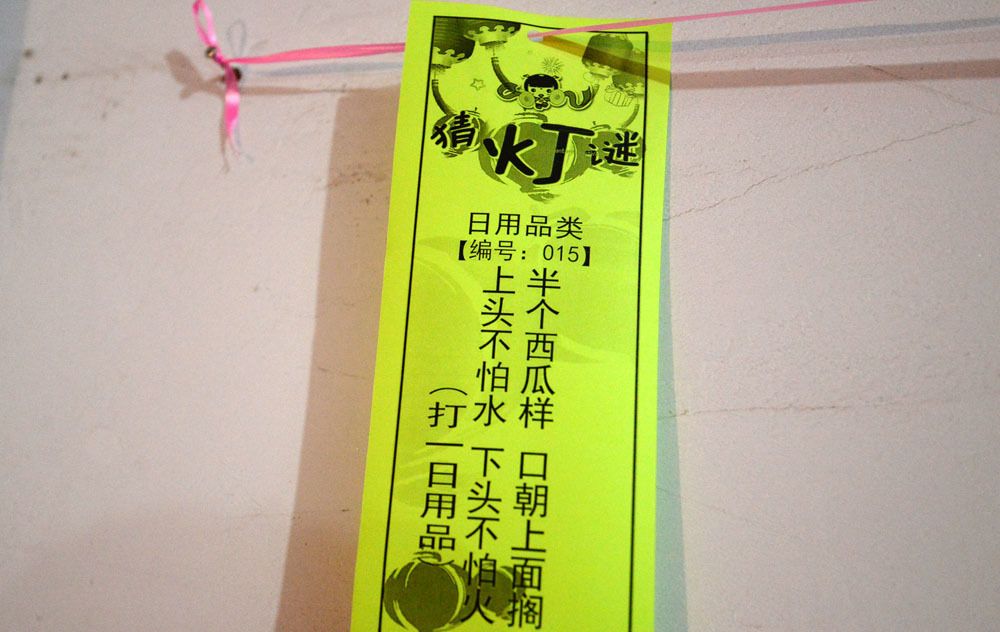 猜灯谜
日用品类
【编号：015】
半个西瓜样 口朝上面搁
上头不怕水 下头不怕火
（打一日用品）